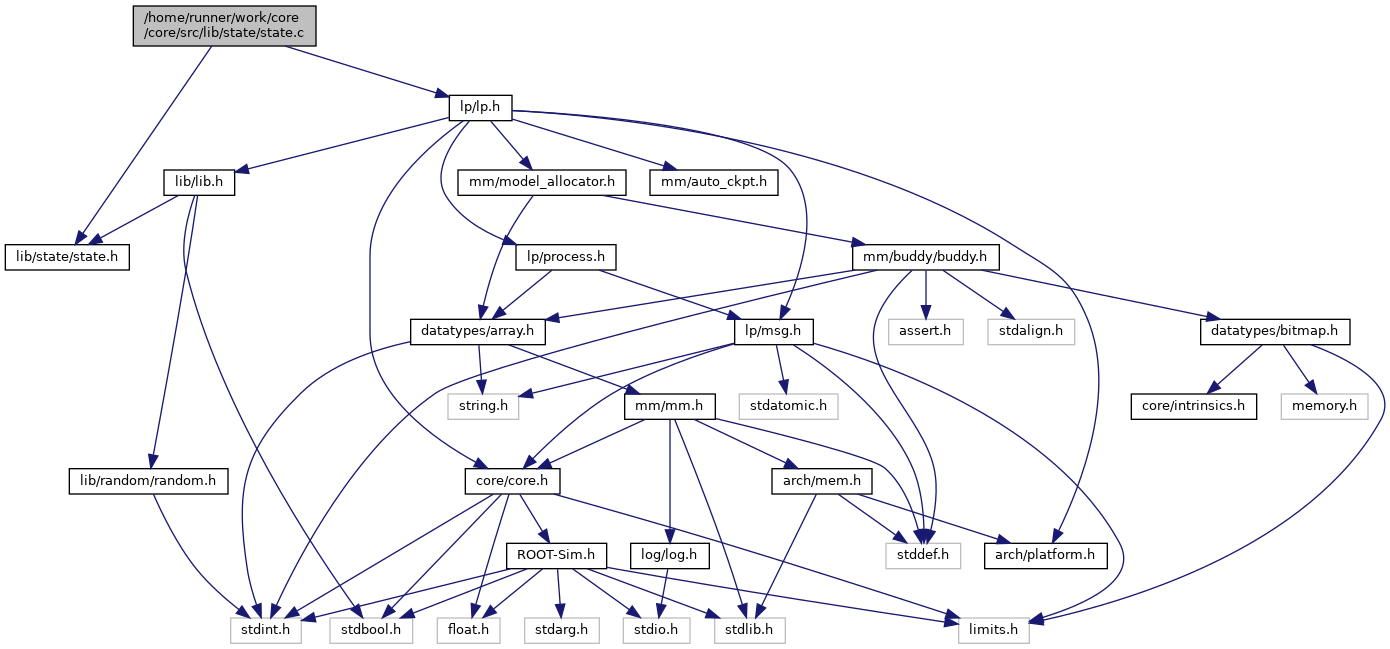 /home/runner/work/core
/core/src/lib/state/state.c
lp/lp.h
lib/lib.h
mm/model_allocator.h
mm/auto_ckpt.h
lib/state/state.h
lp/process.h
mm/buddy/buddy.h
datatypes/array.h
lp/msg.h
assert.h
stdalign.h
datatypes/bitmap.h
string.h
mm/mm.h
stdatomic.h
core/intrinsics.h
memory.h
lib/random/random.h
core/core.h
arch/mem.h
ROOT-Sim.h
log/log.h
stddef.h
arch/platform.h
stdint.h
stdbool.h
float.h
stdarg.h
stdio.h
stdlib.h
limits.h